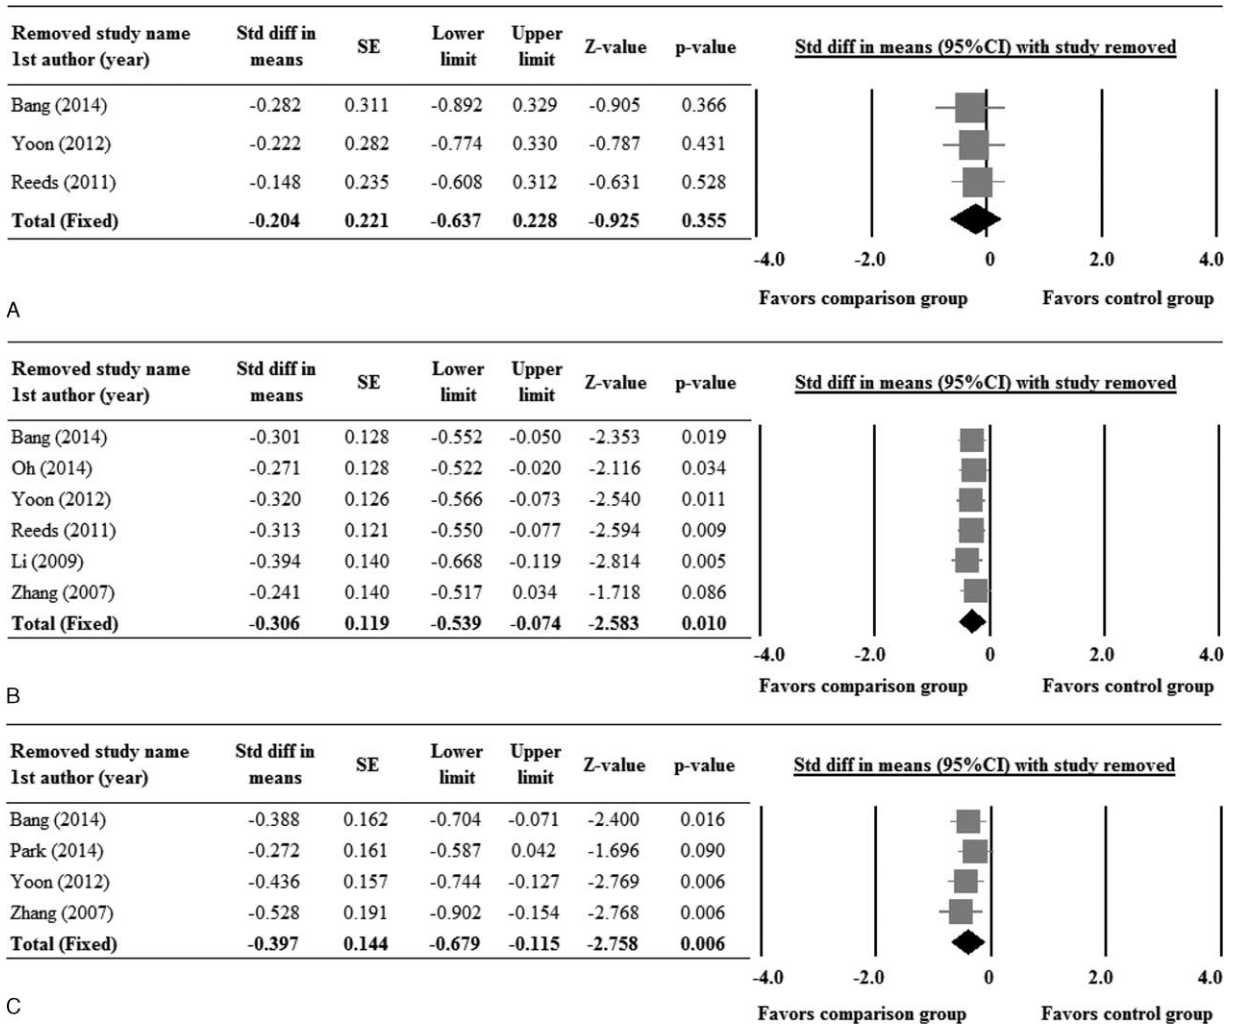 Removed study name 1st author (year) Std diff in means SE Lower limit Upper limit Z-value p-value Std diff in means (95%CI) with study removed
Bang (2014) -0.282 0.311 -0.892 0.329 -0.905 0.366
Yoon (2012) -0.222 0.282 -0.774 0.330 -0.787 0.431
Reeds (2011) -0.148 0.235 -0.608 0.312 -0.631 0.528
Total (Fixed) -0.204 0.221 -0.637 0.228 -0.925 0.355
-4.0 -2.0 0 2.0 4.0
Favors comparison group Favors control group
A
Removed study name 1st author (year) Std diff in means SE Lower limit Upper limit Z-value p-value Std diff in means (95%CI) with study removed
Bang (2014) -0.301 0.128 -0.552 -0.050 -2.353 0.019
Oh (2014) -0.271 0.128 -0.522 -0.020 -2.116 0.034
Yoon (2012) -0.320 0.126 -0.566 -0.073 -2.540 0.011
Reeds (2011) -0.313 0.121 -0.550 -0.077 -2.594 0.009
Li (2009) -0.394 0.140 -0.668 -0.119 -2.814 0.005
Zhang (2007) -0.241 0.140 -0.517 0.034 -1.718 0.086
Total (Fixed) -0.306 0.119 -0.539 -0.074 -2.583 0.010
-4.0 -2.0 0 2.0 4.0
Favors comparison group Favors control group
B
Removed study name 1st author (year) Std diff in means SE Lower limit Upper limit Z-value p-value Std diff in means (95%CI) with study removed
Bang (2014) -0.388 0.162 -0.704 -0.071 -2.400 0.016
Park (2014) -0.272 0.161 -0.587 0.042 -1.696 0.090
Yoon (2012) -0.436 0.157 -0.744 -0.127 -2.769 0.006
Zhang (2007) -0.528 0.191 -0.902 -0.154 -2.768 0.006
Total (Fixed) -0.397 0.144 -0.679 -0.115 -2.758 0.006
-4.0 -2.0 0 2.0 4.0
Favors comparison group Favors control group
C